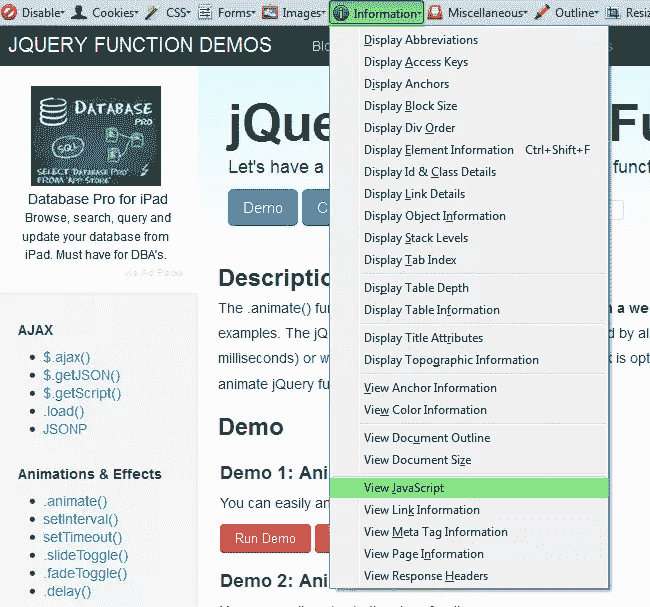 Disable Cookies CSS Forms Images Information Miscellaneous Outline Resiz
JQUERY FUNCTION DEMOS Blo
DATABASE
PRO
SQL
SELECT 'DATABASE PRO'
FROM 'APP STORE'
Database Pro for iPad
Browse, search, query and
update your database from
iPad. Must have for DBA's.
via Ad Packs
AJAX
$.ajax()
$.getJSON()
$.getScript()
.load()
JSONP
Animations & Effects
.animate()
setInterval()
setTimeout()
.slideToggle()
.fadeToggle()
.delay()
jQue Fu
Let's have a funct
Demo C
Descriptio
The .animate() fun n a we
examples. The jQ d by al
milliseconds) or w k is opt
animate jQuery fu
Demo
Demo 1: Ani
You can easily an
Run Demo
Demo 2: Ani
Display Abbreviations
Display Access Keys
Display Anchors
Display Block Size
Display Div Order
Display Element Information Ctrl+Shift+F
Display Id & Class Details
Display Link Details
Display Object Information
Display Stack Levels
Display Tab Index
Display Table Depth
Display Table Information
Display Title Attributes
Display Topographic Information
View Anchor Information
View Color Information
View Document Outline
View Document Size
View JavaScript
View Link Information
View Meta Tag Information
View Page Information
View Response Headers